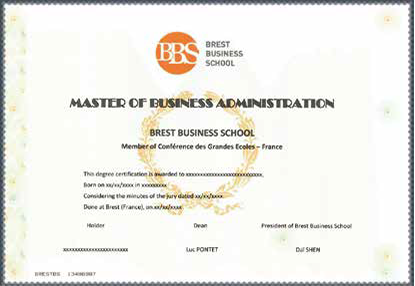 BBS
BREST
BUSINESS
SCHOOL
MASTER OF BUSINESS ADMINISTRATION
BREST BUSINESS SCHOOL
Member of Conférence des Grandes Ecoles – France
This degree certification is awarded to xxxxxxxxxxxxxxxxxxxxxxxxxx.
Born on xx/xx/xxxx in xxxxxxxxx
Considering the minutes of the jury dated xx/xx/xxxx.
Done at Brest (France), on xx/xx/xxxx
Holder Dean President of Brest Business School
xxxxxxxxxxxxxxxxxxxxxxx Luc PONTET Dai SHEN
BRESTBS